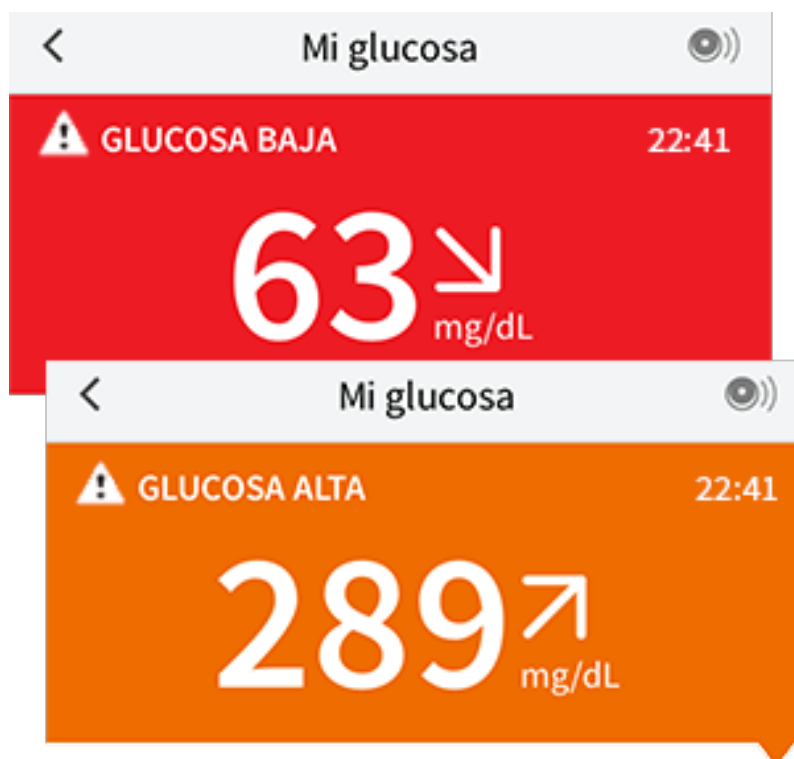 Mi glucosa
GLUCOSA BAJA 22:41
63
mg/dL
Mi glucosa
GLUCOSA ALTA 22:41
289
mg/dL